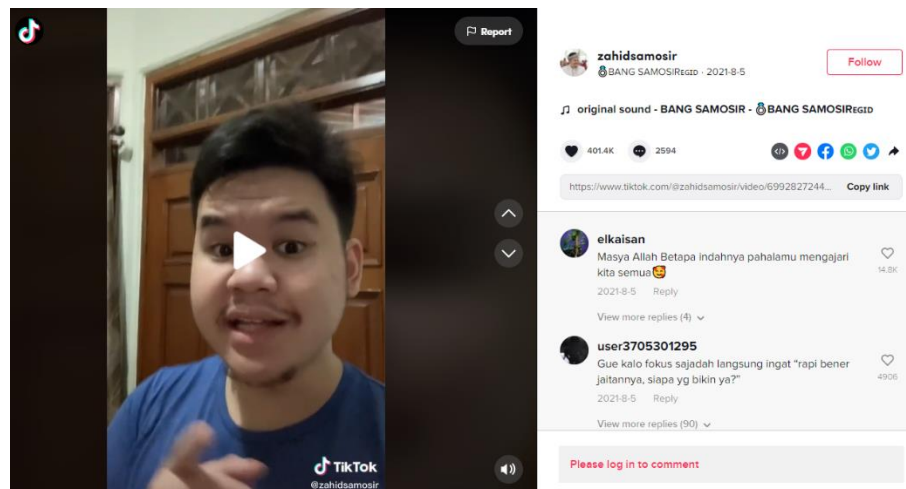 Report
TikTok
@zahidsamosir
zahidsamosir
BANG SAMOSIRᴇɢɪᴅ · 2021-8-5
Follow
original sound - BANG SAMOSIR - BANG SAMOSIRᴇɢɪᴅ
401.4K 2594
https://www.tiktok.com/@zahidsamosir/video/6992827244... Copy link
elkaisan
Masya Allah Betapa indahnya pahalamu mengajari
kita semua🥰
14.8K
2021-8-5 Reply
View more replies (4)
user3705301295
Gue kalo fokus sajadah langsung ingat "rapi bener
jaitannya, siapa yg bikin ya?"
4906
2021-8-5 Reply
View more replies (90)
Please log in to comment